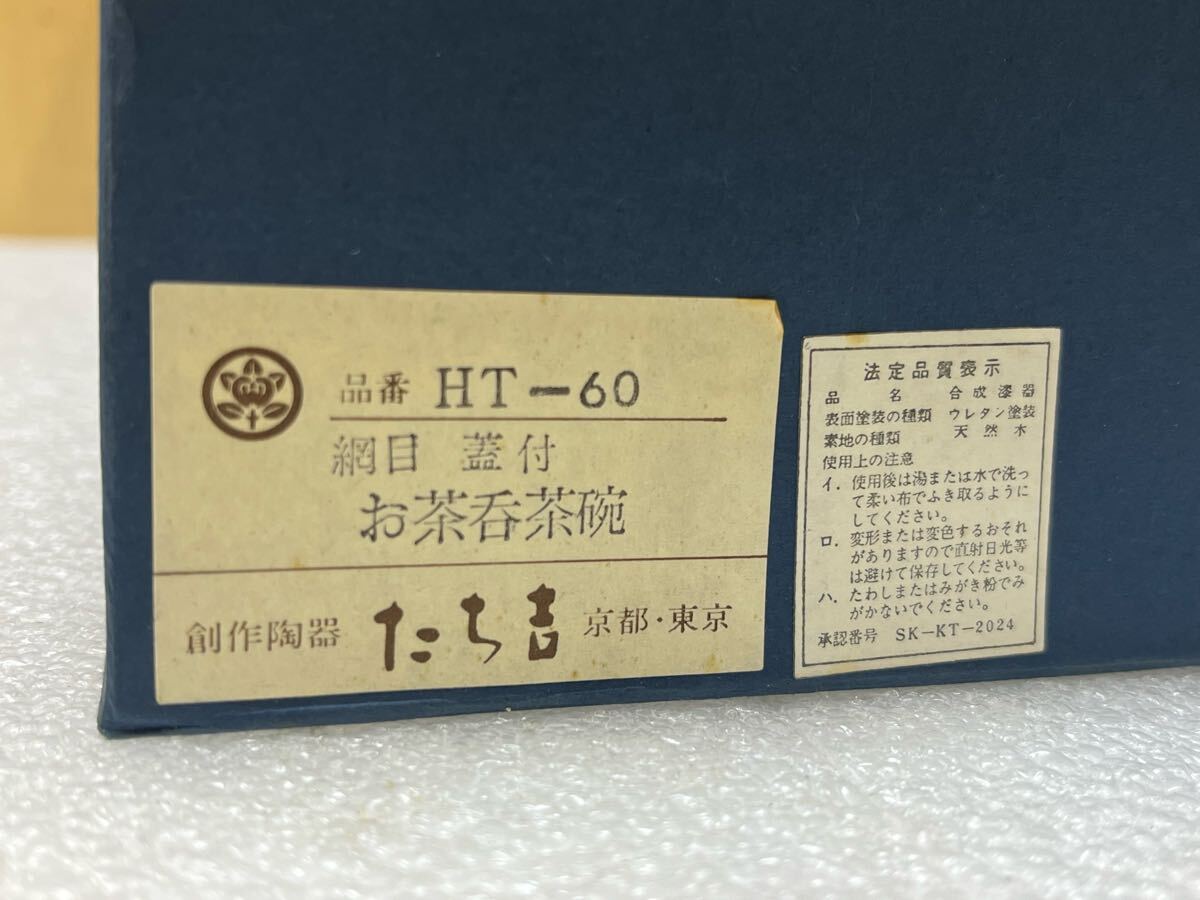 品番 HT-60
網目 蓋付
お茶呑茶碗
創作陶器 たち吉 京都・東京
法定品質表示
品名 合成漆器
表面塗装の種類 ウレタン塗装
素地の種類 天然木
使用上の注意
イ. 使用後は湯または水で洗っ
て柔い布でふき取るように
してください。
ロ. 変形または変色するおそれ
がありますので直射日光等
は避けて保存してください。
ハ. たわしまたはみがき粉でみ
がかないでください。
承認番号 SK-KT-2024